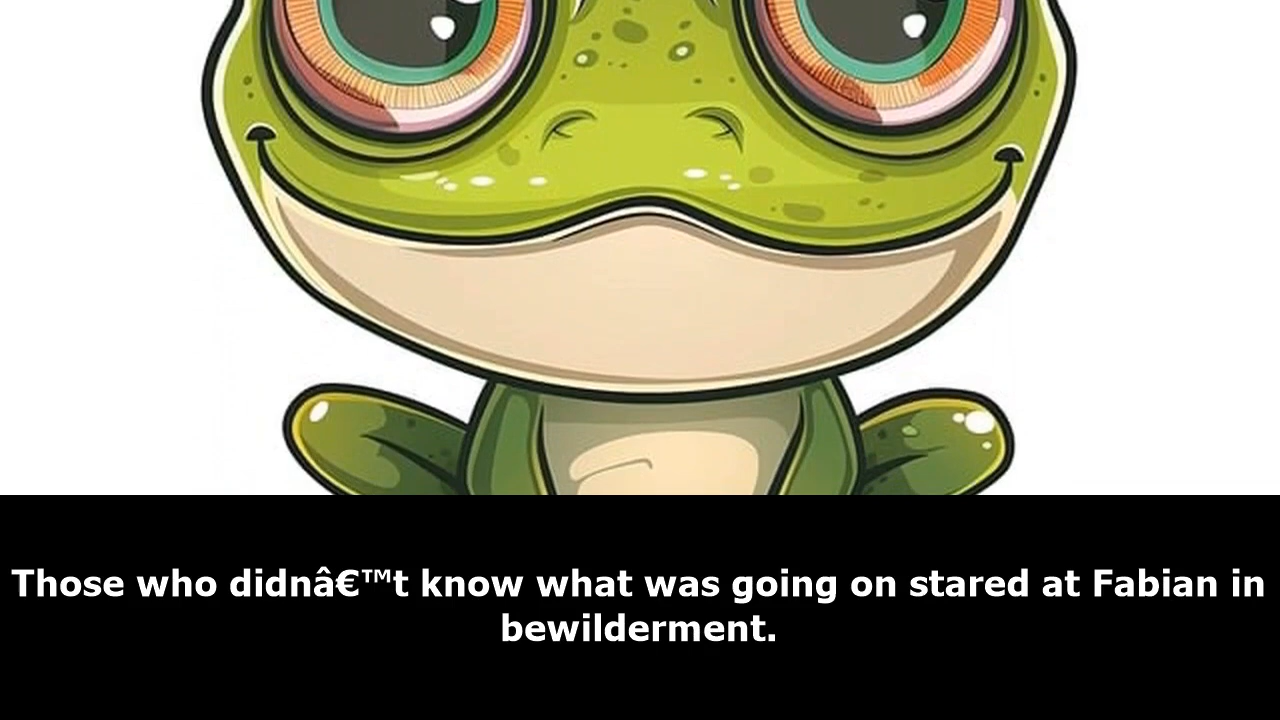 Those who didnâ€™t know what was going on stared at Fabian in
bewilderment.